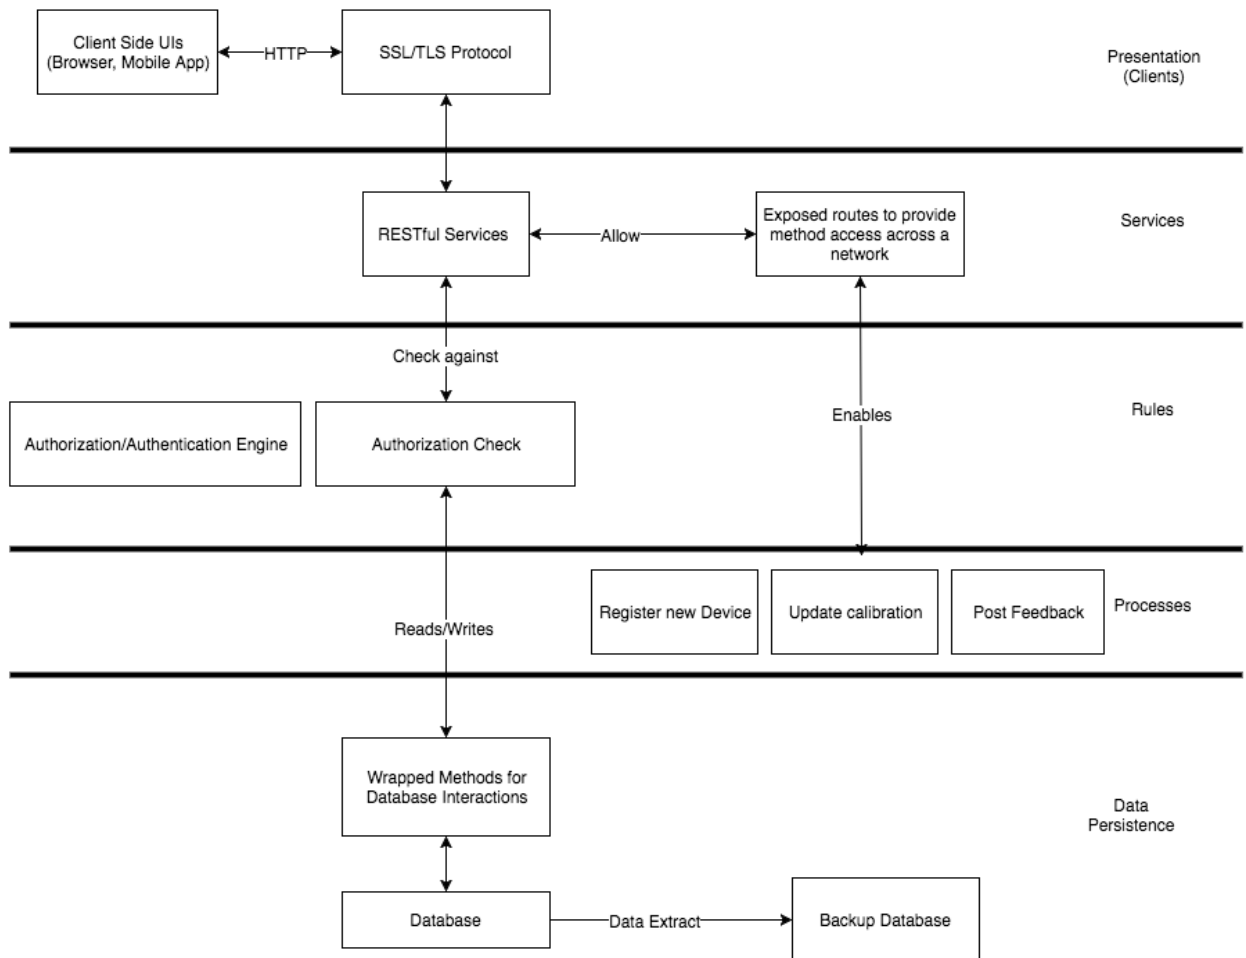 Client Side UIs
(Browser, Mobile App)
HTTP
SSL/TLS Protocol
Presentation
(Clients)
RESTful Services
Allow
Exposed routes to provide
method access across a
network
Services
Check against
Authorization/Authentication Engine
Authorization Check
Enables
Rules
Reads/Writes
Register new Device
Update calibration
Post Feedback
Processes
Wrapped Methods for
Database Interactions
Data
Persistence
Database
Data Extract
Backup Database